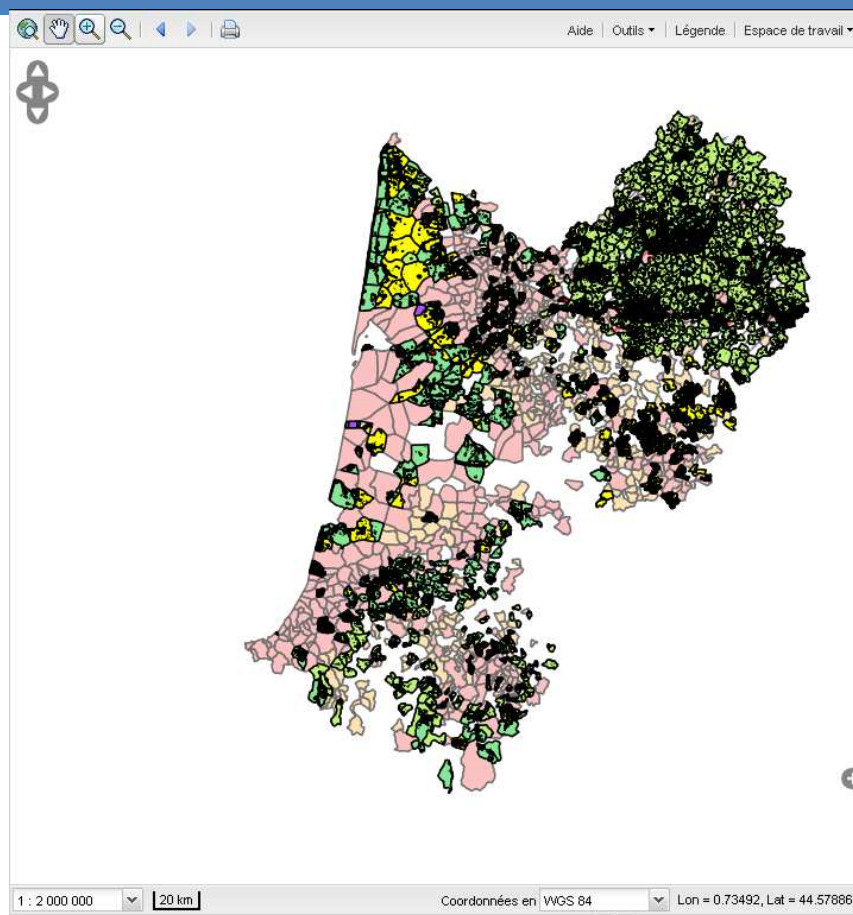 Aide | Outils | Légende | Espace de travail
1 : 2 000 000 20 km Coordonnées en WGS 84 Lon = 0.73492, Lat = 44.57886